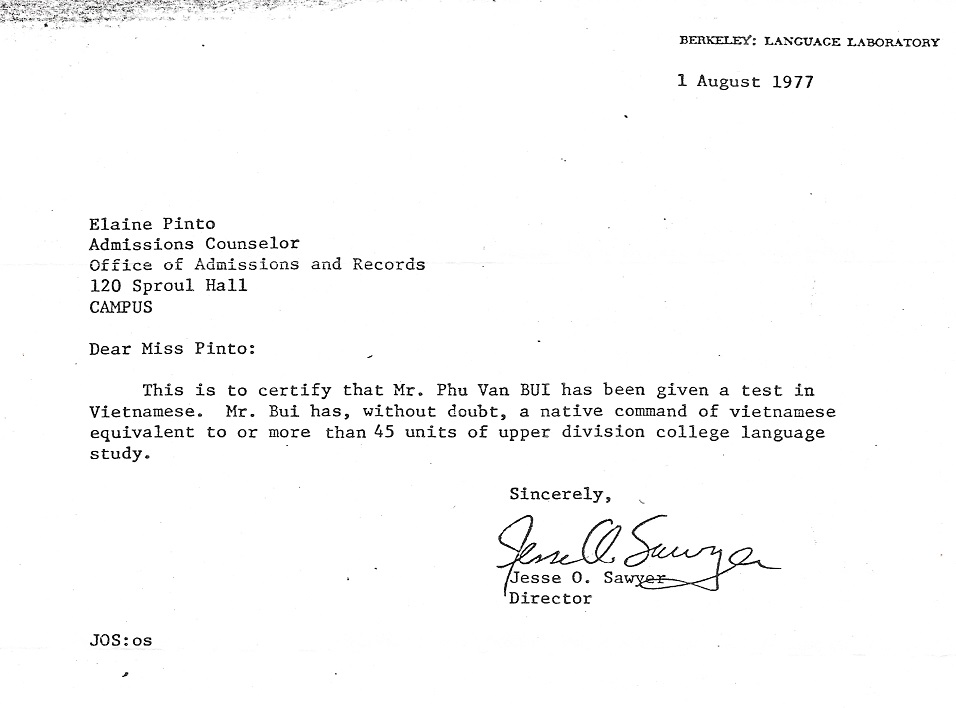 BERKELEY: LANGUAGE LABORATORY
1 August 1977
Elaine Pinto
Admissions Counselor
Office of Admissions and Records
120 Sproul Hall
CAMPUS
Dear Miss Pinto:
This is to certify that Mr. Phu Van BUI has been given a test in
Vietnamese. Mr. Bui has, without doubt, a native command of vietnamese
equivalent to or more than 45 units of upper division college language
study.
Sincerely,
Jesse O. Sawyer
Jesse O. Sawyer
Director
JOS:os